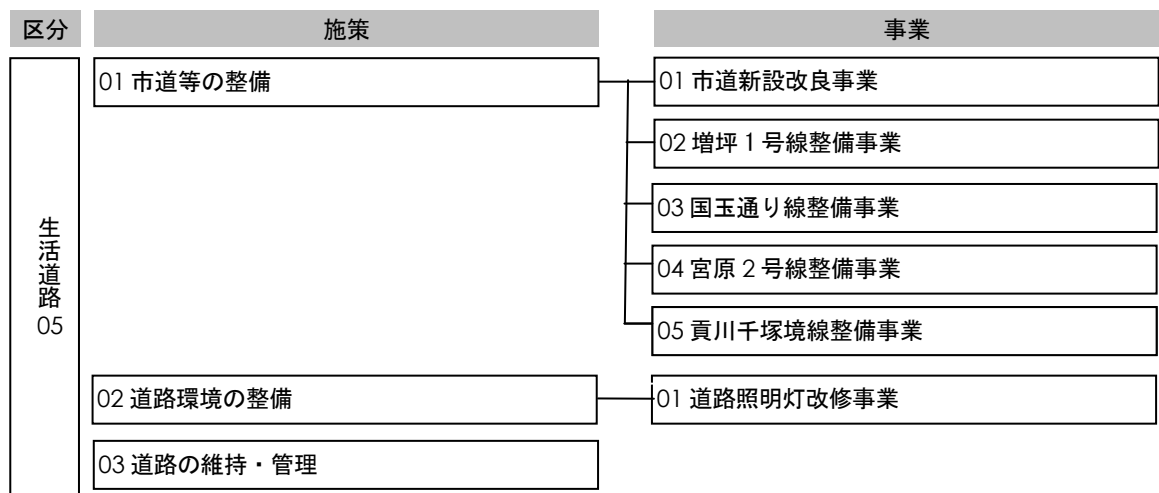 区分
施策
事業
生活道路
05
01 市道等の整備
01 市道新設改良事業
02 増坪1号線整備事業
03 国玉通り線整備事業
04 宮原2号線整備事業
05 貢川千塚境線整備事業
02 道路環境の整備
01 道路照明灯改修事業
03 道路の維持・管理